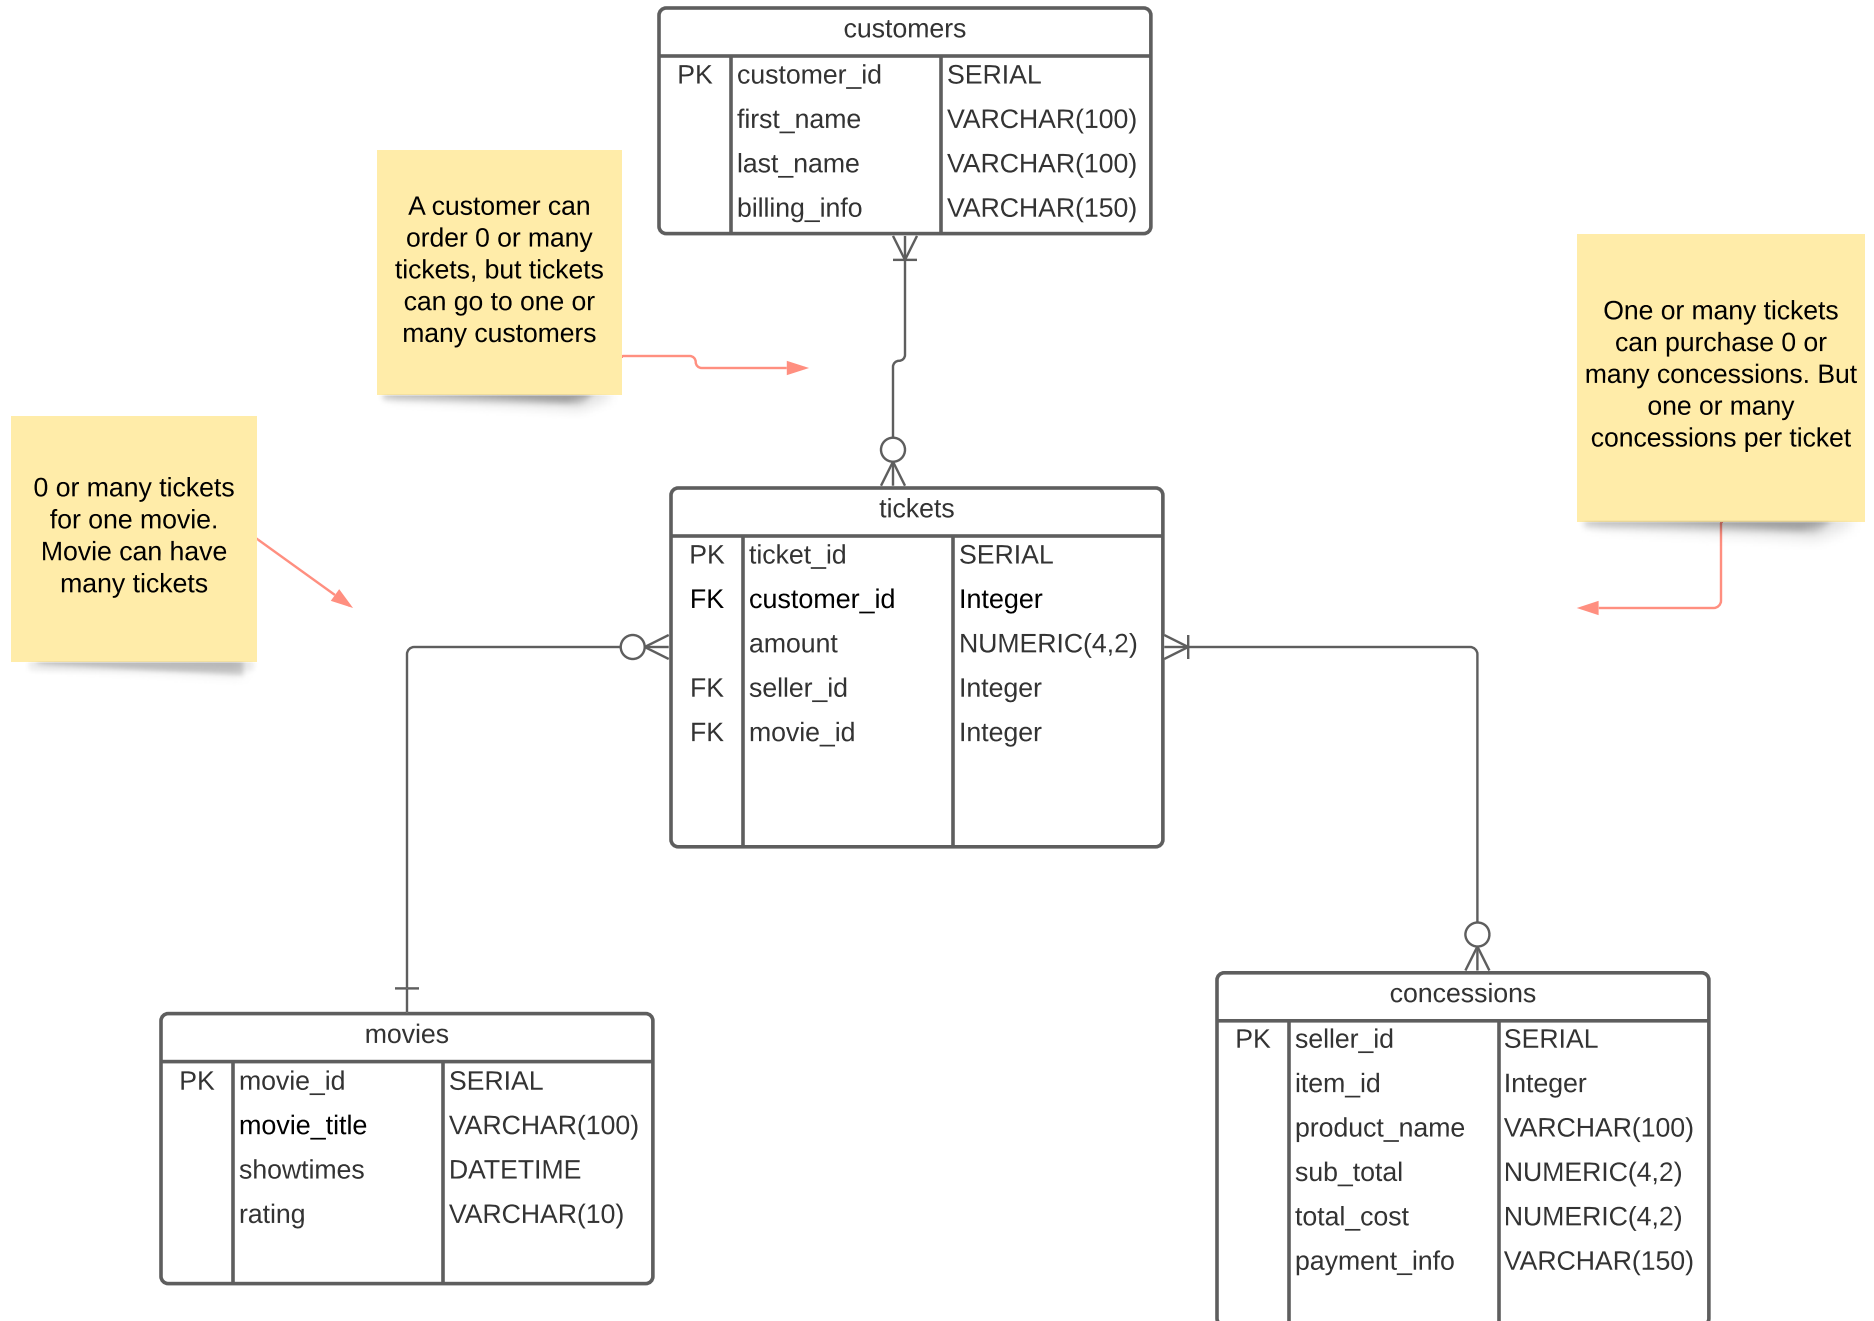 customers
PK customer_id SERIAL
first_name VARCHAR(100)
last_name VARCHAR(100)
billing_info VARCHAR(150)
A customer can
order 0 or many
tickets, but tickets
can go to one or
many customers
One or many tickets
can purchase 0 or
many concessions. But
one or many
concessions per ticket
0 or many tickets
for one movie.
Movie can have
many tickets
tickets
PK ticket_id SERIAL
FK customer_id Integer
amount NUMERIC(4,2)
FK seller_id Integer
FK movie_id Integer
movies
PK movie_id SERIAL
movie_title VARCHAR(100)
showtimes DATETIME
rating VARCHAR(10)
concessions
PK seller_id SERIAL
item_id Integer
product_name VARCHAR(100)
sub_total NUMERIC(4,2)
total_cost NUMERIC(4,2)
payment_info VARCHAR(150)